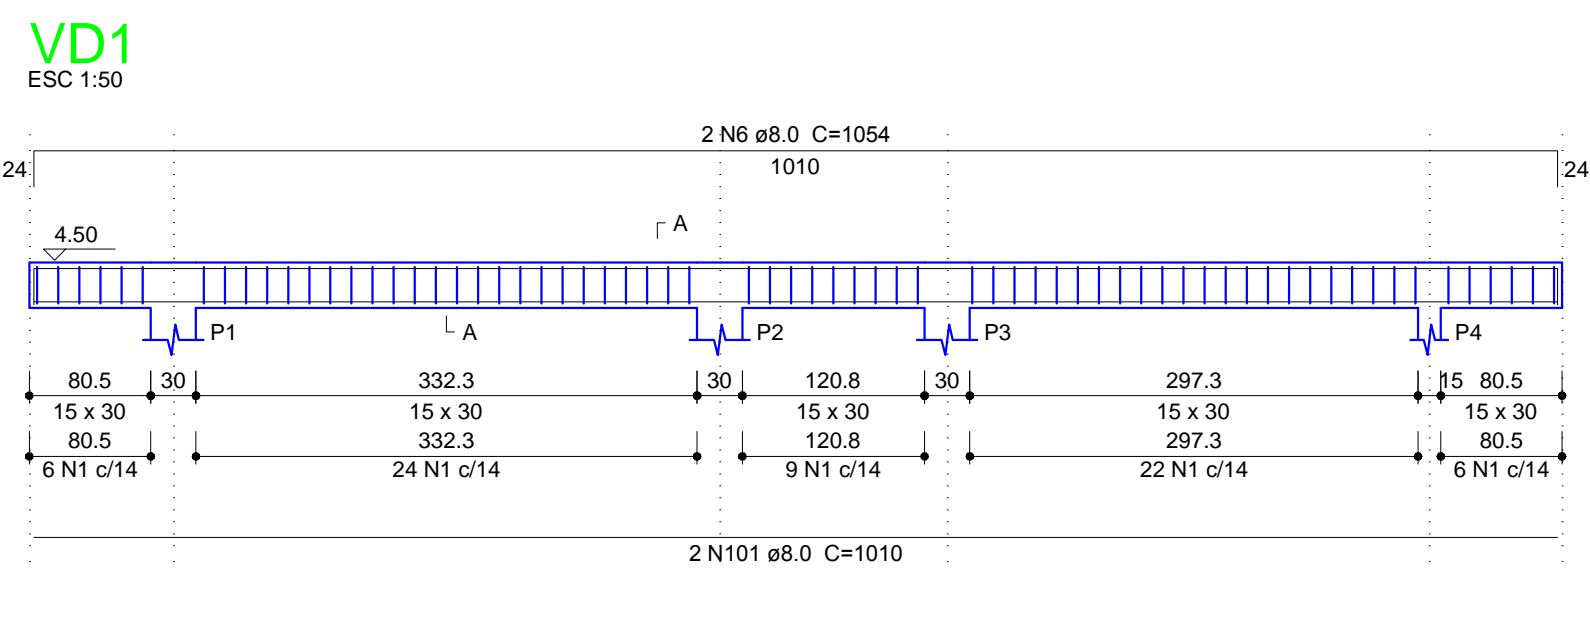 VD1
ESC 1:50
2 N6 ø8.0 C=1054
24 1010 24
A
4.50
P1 A P2 P3 P4
80.5 30 332.3 30 120.8 30 297.3 15 80.5
15 x 30 15 x 30 15 x 30 15 x 30 15 x 30
80.5 332.3 120.8 297.3 80.5
6 N1 c/14 24 N1 c/14 9 N1 c/14 22 N1 c/14 6 N1 c/14
2 N101 ø8.0 C=1010